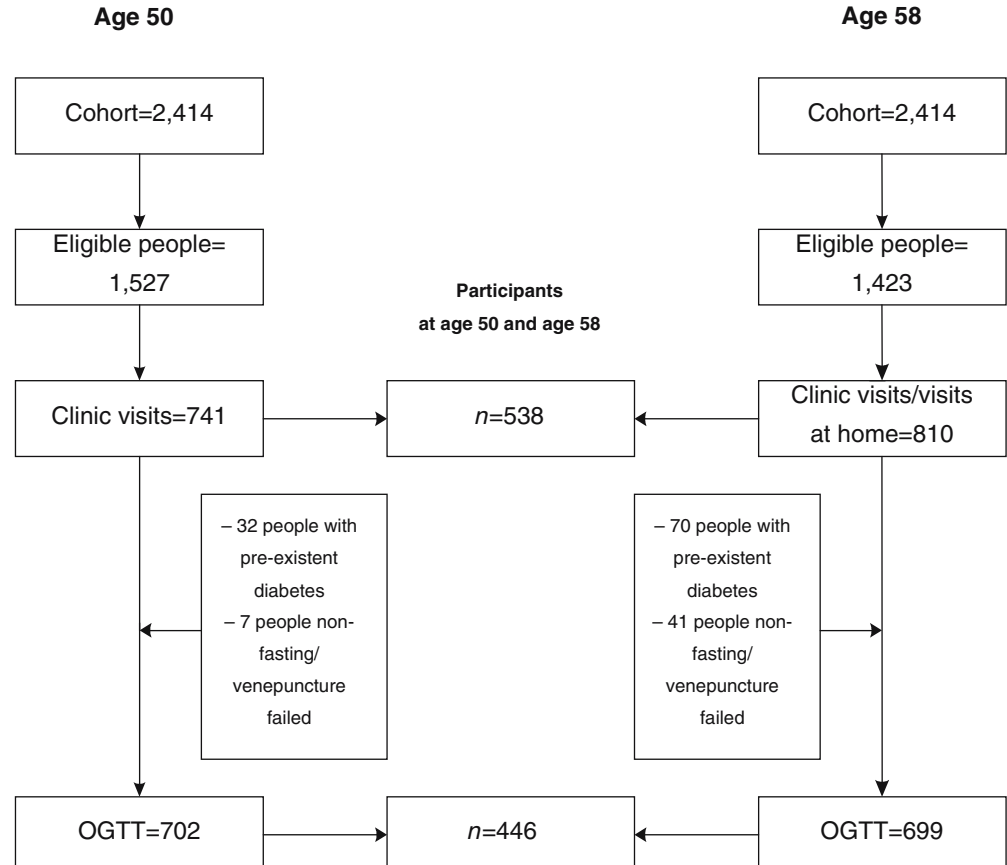 Age 50
Age 58
Cohort=2,414
Cohort=2,414
Eligible people=
1,527
Eligible people=
1,423
Participants
at age 50 and age 58
Clinic visits=741
n=538
Clinic visits/visits
at home=810
– 32 people with
pre-existent
diabetes
– 7 people non-
fasting/
venepuncture
failed
– 70 people with
pre-existent
diabetes
– 41 people non-
fasting/
venepuncture
failed
OGTT=702
n=446
OGTT=699